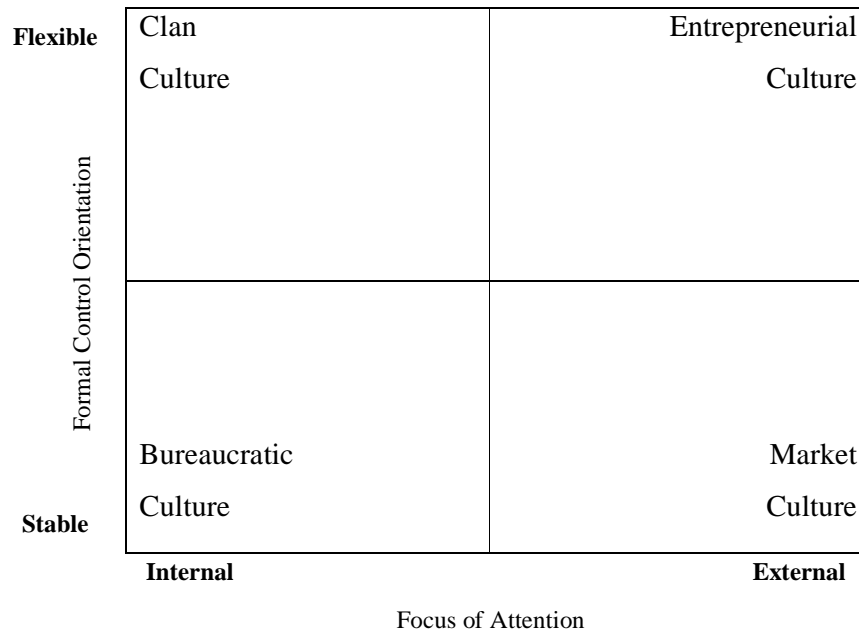 Flexible
Clan
Culture
Entrepreneurial
Culture
Formal Control Orientation
Bureaucratic
Culture
Market
Culture
Stable
Internal
External
Focus of Attention